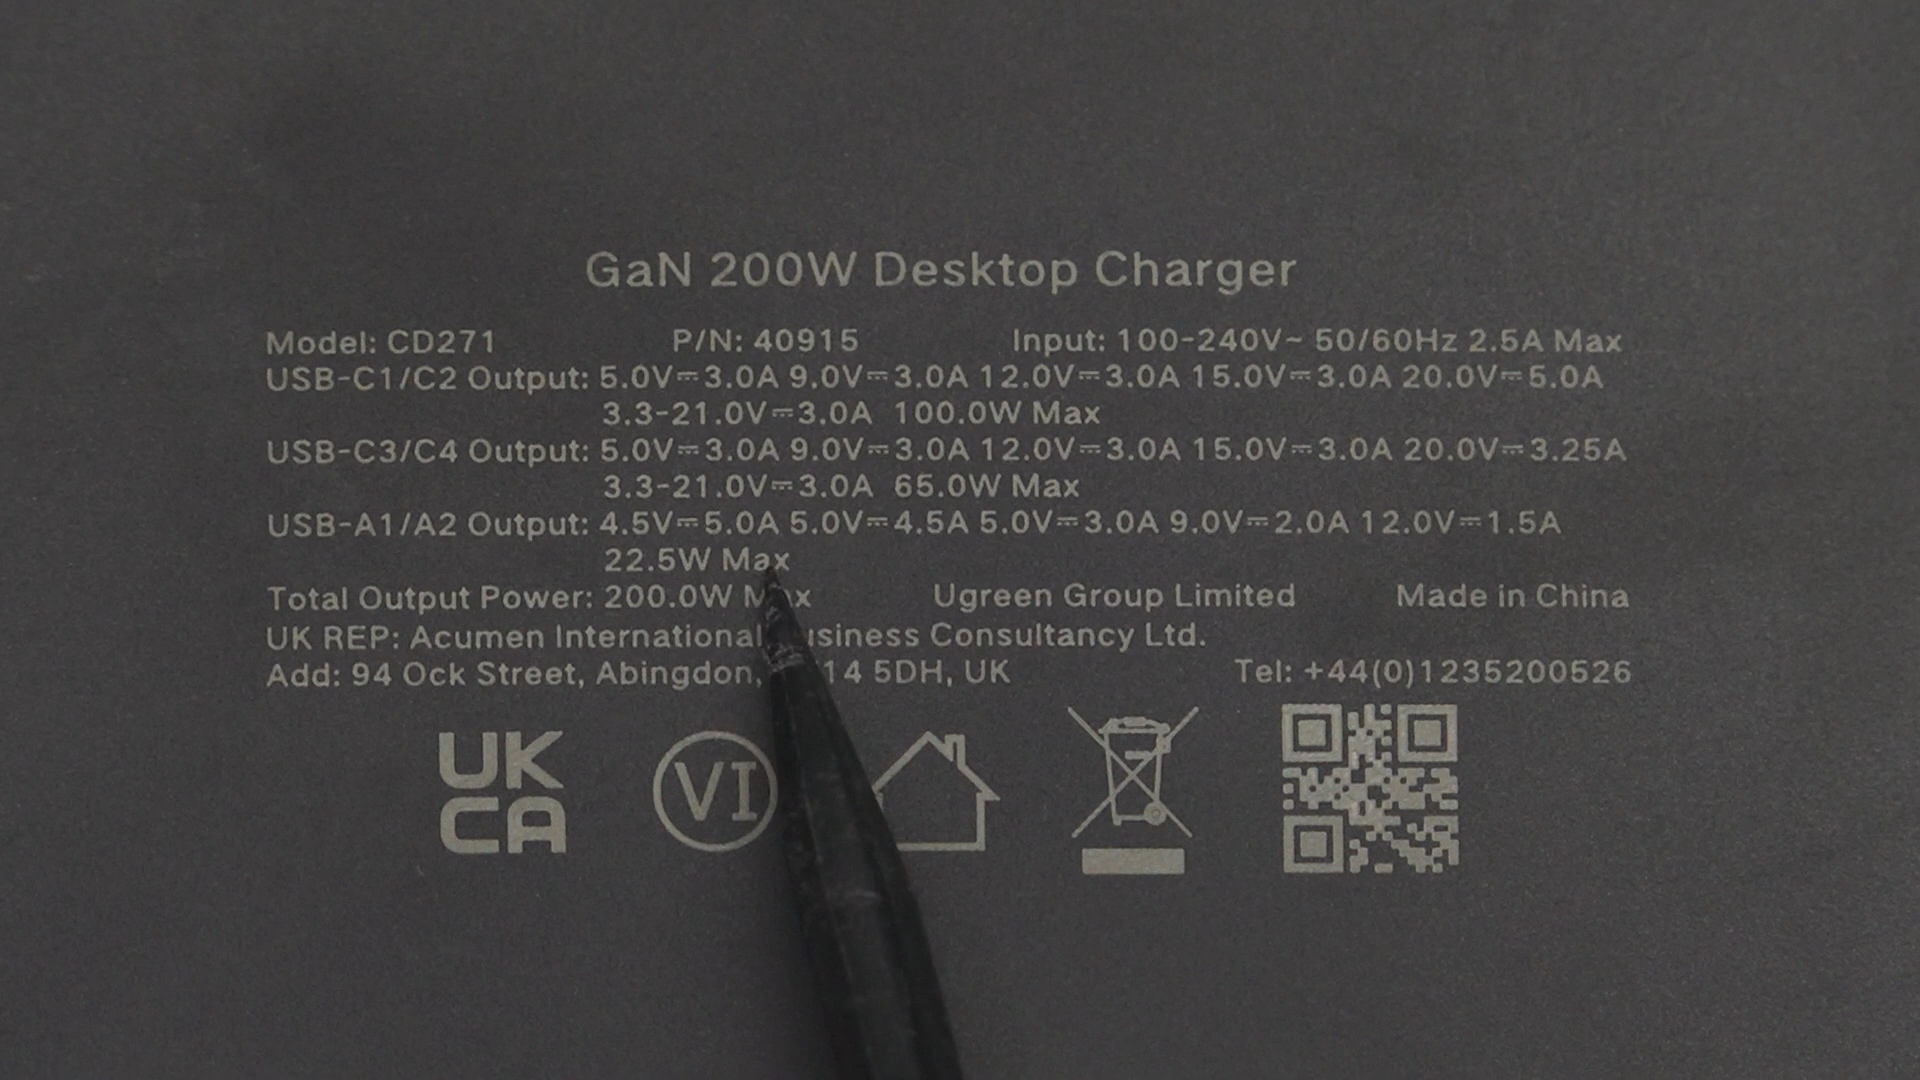 GaN 200W Desktop Charger
Model: CD271 P/N: 40915 Input: 100-240V~ 50/60Hz 2.5A Max
USB-C1/C2 Output: 5.0V⎓3.0A 9.0V⎓3.0A 12.0V⎓3.0A 15.0V⎓3.0A 20.0V⎓5.0A
3.3-21.0V⎓3.0A 100.0W Max
USB-C3/C4 Output: 5.0V⎓3.0A 9.0V⎓3.0A 12.0V⎓3.0A 15.0V⎓3.0A 20.0V⎓3.25A
3.3-21.0V⎓3.0A 65.0W Max
USB-A1/A2 Output: 4.5V⎓5.0A 5.0V⎓4.5A 5.0V⎓3.0A 9.0V⎓2.0A 12.0V⎓1.5A
22.5W Max
Total Output Power: 200.0W Max Ugreen Group Limited Made in China
UK REP: Acumen International Business Consultancy Ltd.
Add: 94 Ock Street, Abingdon, 5DH, UK Tel: +44(0)1235200526
UK
CA
VI